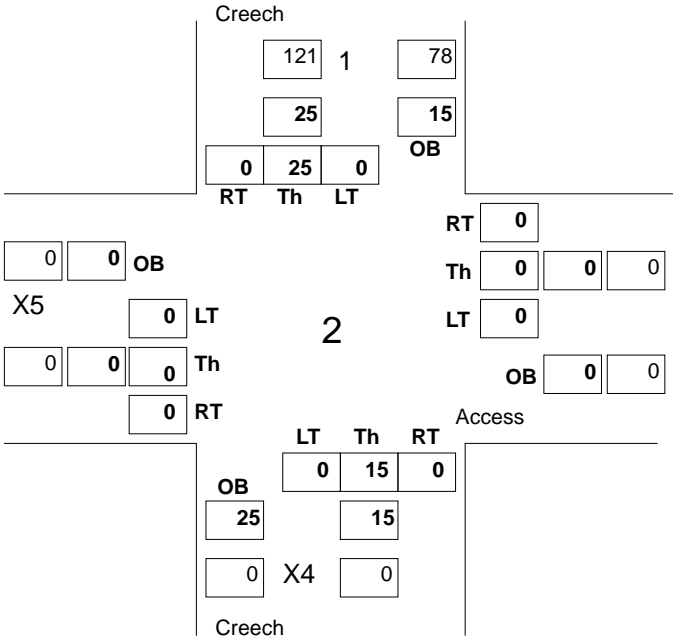 Creech
121 1 78
25 15
OB
0 25 0
RT Th LT
RT 0
0 0 OB
Th 0 0 0
X5
0 LT
LT 0
2
0 0 0 Th
OB 0 0
0 RT
Access
LT Th RT
0 15 0
OB
25 15
0 X4 0
Creech